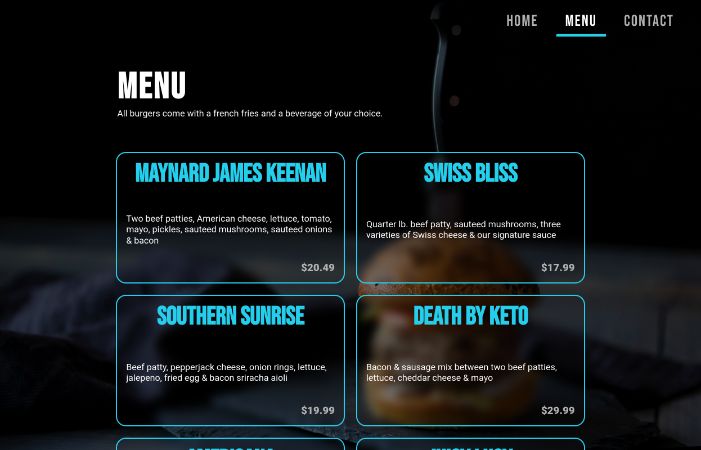 HOME MENU CONTACT
MENU
All burgers come with a french fries and a beverage of your choice.
MAYNARD JAMES KEENAN
Two beef patties, American cheese, lettuce, tomato,
mayo, pickles, sauteed mushrooms, sauteed onions
& bacon
$20.49
SWISS BLISS
Quarter lb. beef patty, sauteed mushrooms, three
varieties of Swiss cheese & our signature sauce
$17.99
SOUTHERN SUNRISE
Beef patty, pepperjack cheese, onion rings, lettuce,
jalepeno, fried egg & bacon sriracha aioli
$19.99
DEATH BY KETO
Bacon & sausage mix between two beef patties,
lettuce, cheddar cheese & mayo
$29.99